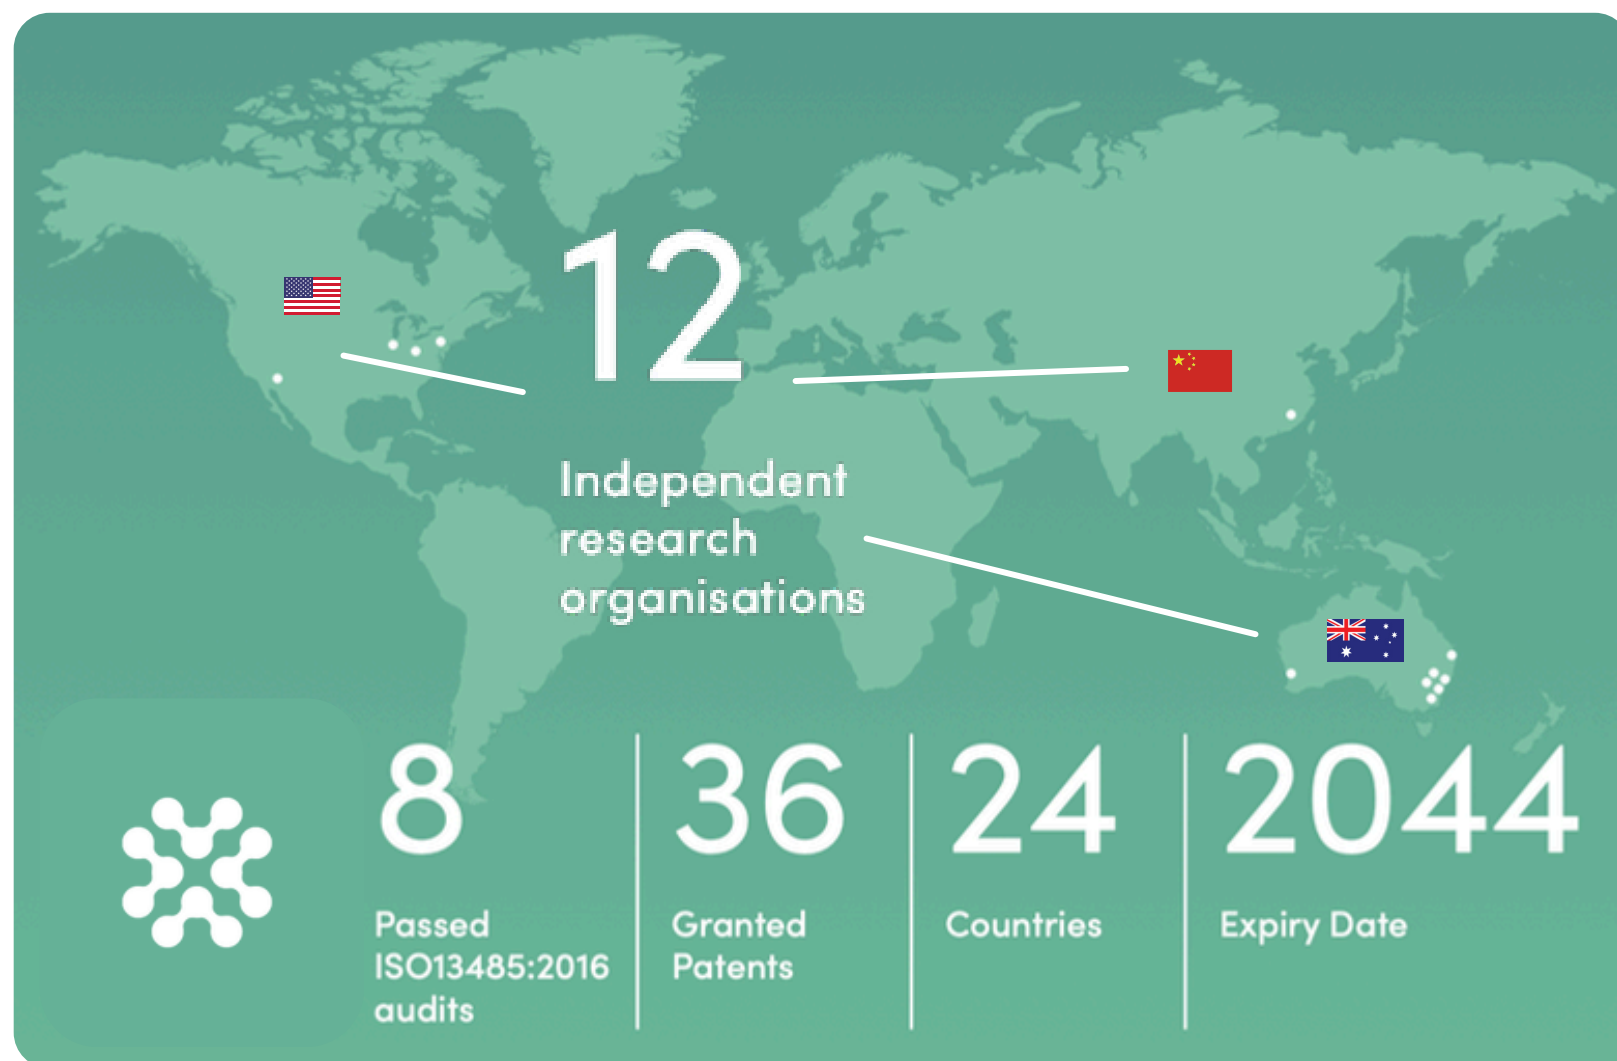 12
Independent
research
organisations
8
Passed
ISO13485:2016
audits
36
Granted
Patents
24
Countries
2044
Expiry Date